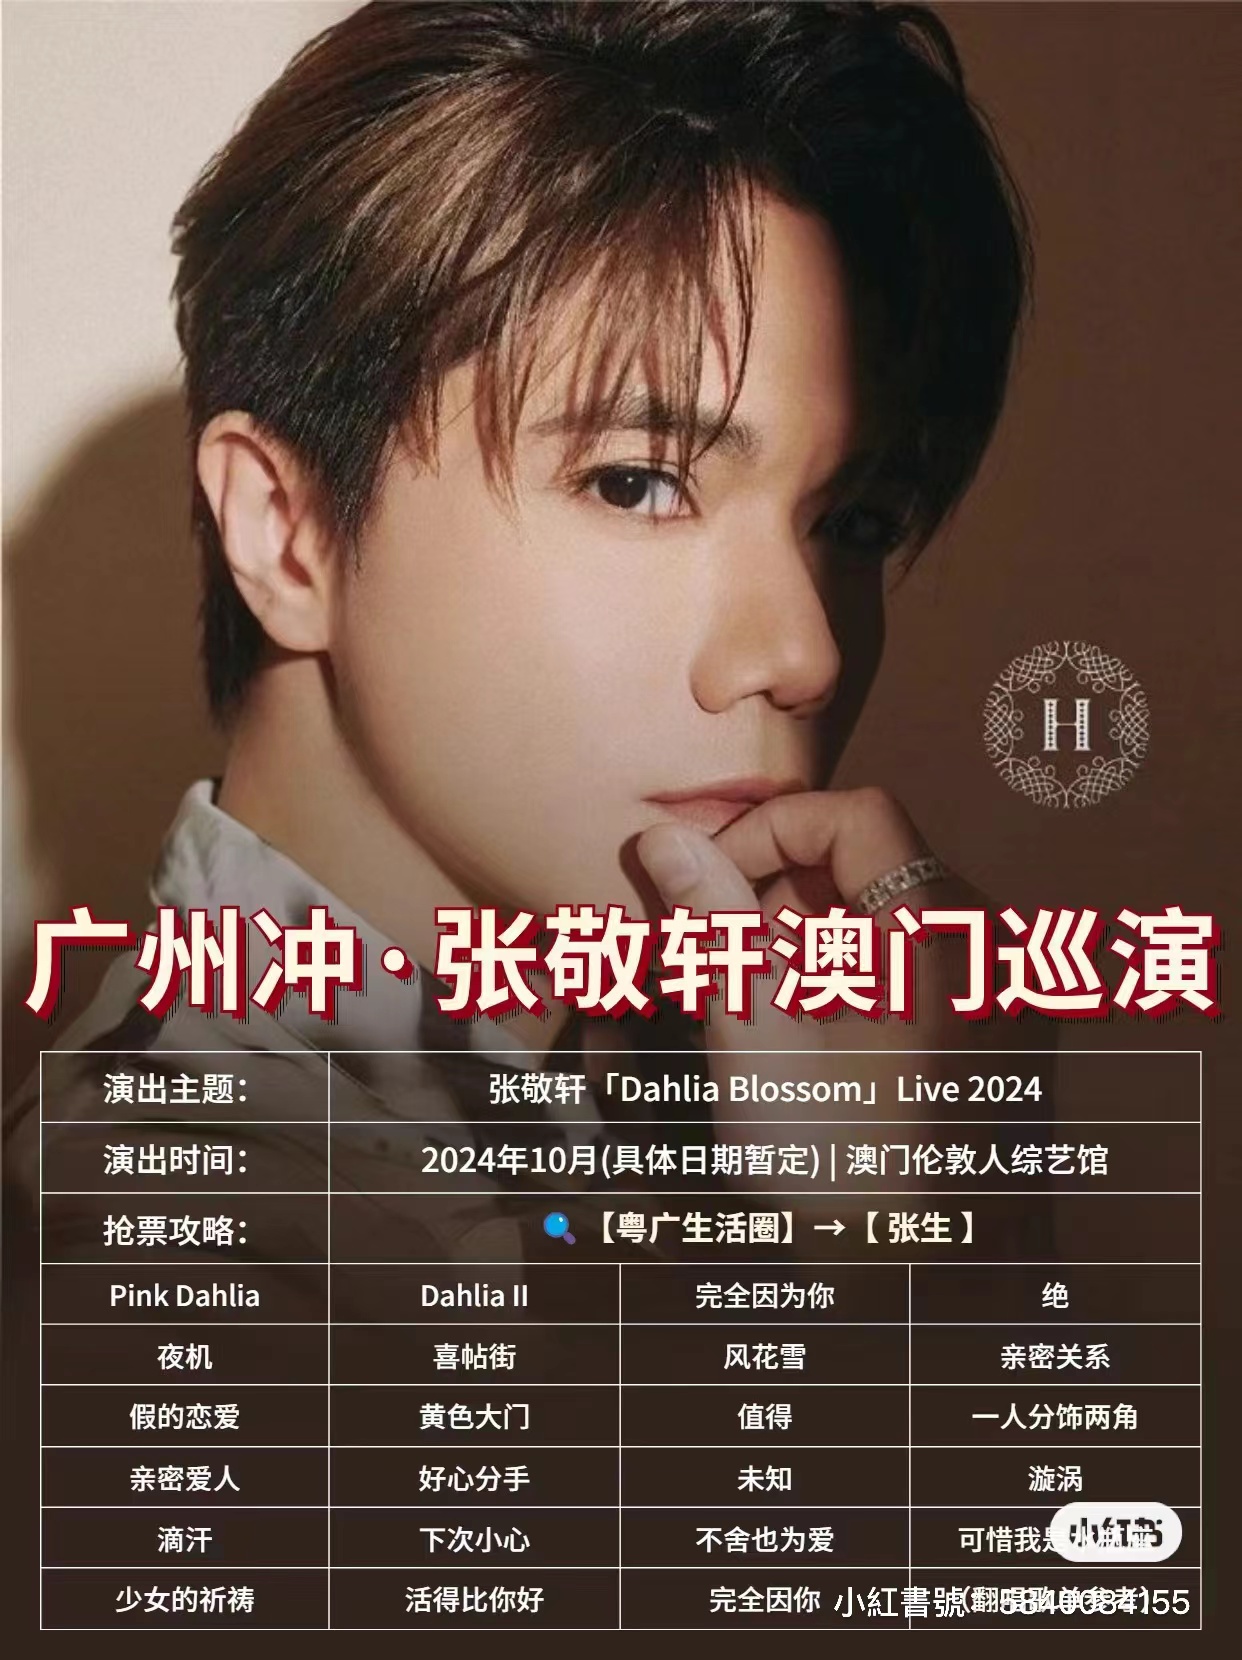 H
广州冲·张敬轩澳门巡演
演出主题： 张敬轩「Dahlia Blossom」Live 2024
演出时间： 2024年10月(具体日期暂定) | 澳门伦敦人综艺馆
抢票攻略： 【粤广生活圈】→【 张生 】
Pink Dahlia Dahlia II 完全因为你 绝
夜机 喜帖街 风花雪 亲密关系
假的恋爱 黄色大门 值得 一人分饰两角
亲密爱人 好心分手 未知 漩涡
滴汗 下次小心 不舍也为爱 可惜我是
小红书
少女的祈祷 活得比你好 完全因你
小紅書號